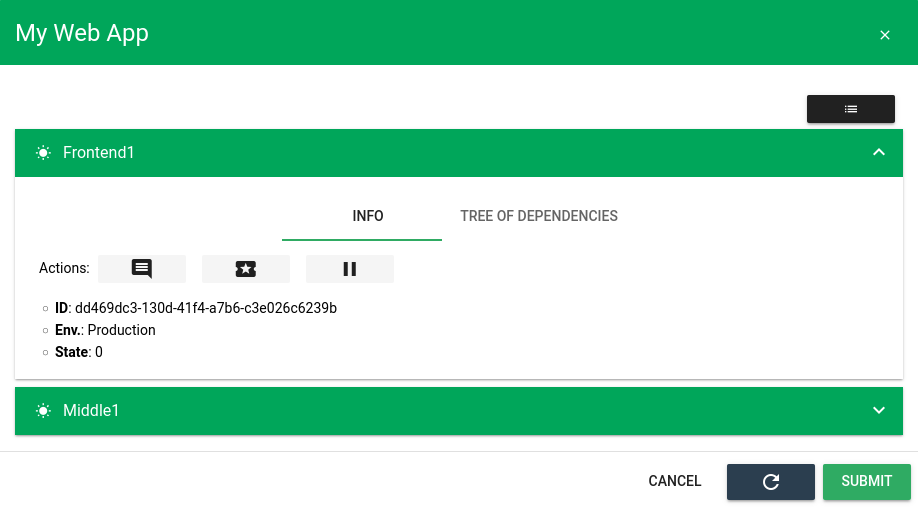 My Web App
Frontend1
INFO TREE OF DEPENDENCIES
Actions:
ID: dd469dc3-130d-41f4-a7b6-c3e026c6239b
Env.: Production
State: 0
Middle1
CANCEL SUBMIT